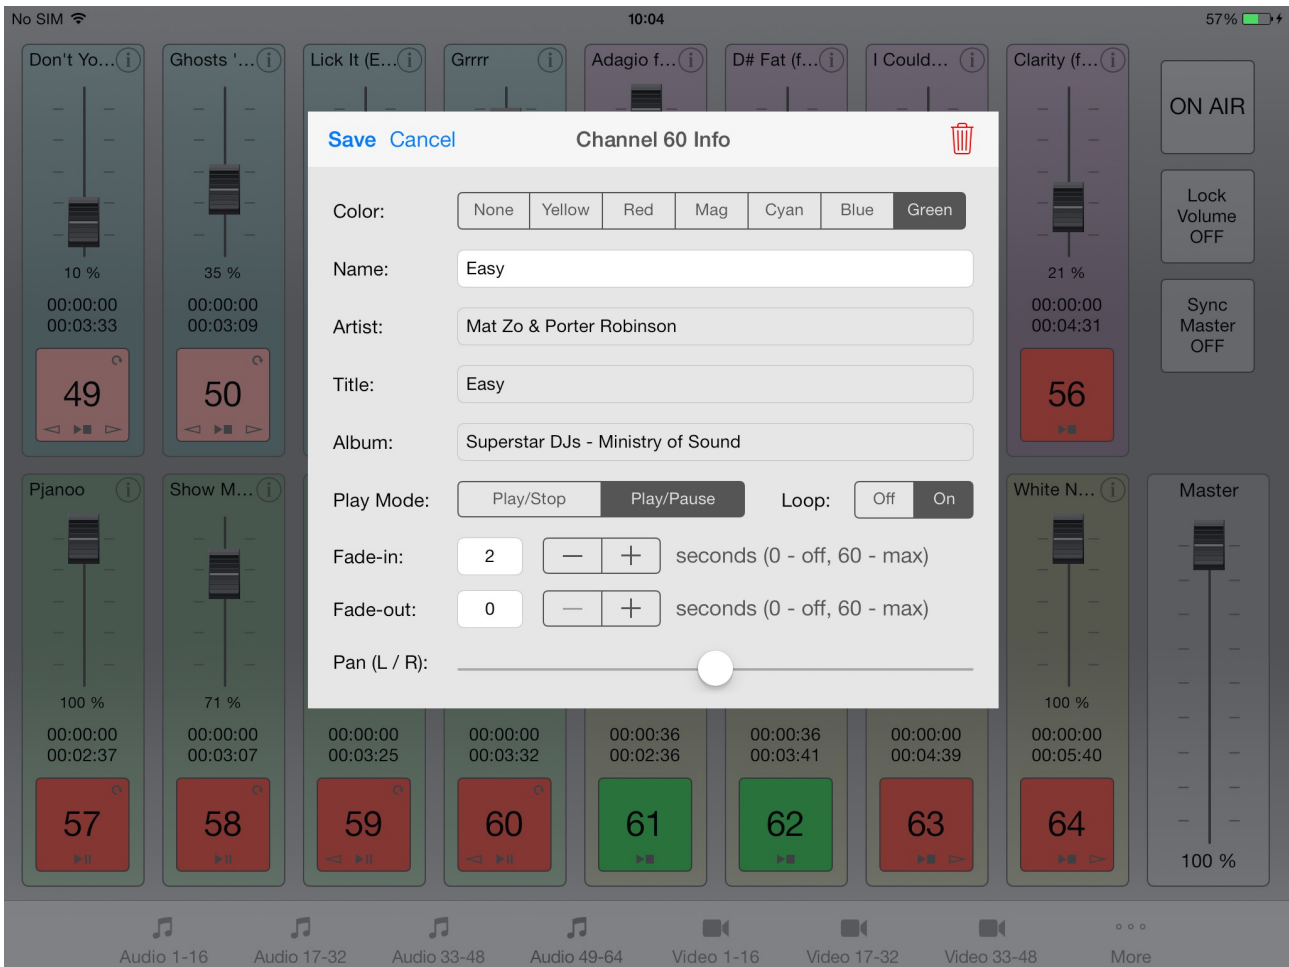 No SIM 10:04 57%
Don't Yo... Ghosts '... Lick It (E... Grrrr Adagio f... D# Fat (f... I Could... Clarity (f...
ON AIR
Save Cancel Channel 60 Info
Color: None Yellow Red Mag Cyan Blue Green
Lock
Volume
OFF
Name: Easy
10 % 35 % 21 %
00:00:00 00:00:00 00:00:00
00:03:33 00:03:09 00:04:31
Sync
Master
OFF
Artist: Mat Zo & Porter Robinson
Title: Easy
49 50 56
Album: Superstar DJs - Ministry of Sound
Pjanoo Show M... White N... Master
Play Mode: Play/Stop Play/Pause Loop: Off On
Fade-in: 2 seconds (0 - off, 60 - max)
Fade-out: 0 seconds (0 - off, 60 - max)
Pan (L / R):
100 % 71 % 100 %
00:00:00 00:00:00 00:00:00 00:00:00 00:00:36 00:00:36 00:00:00 00:00:00
00:02:37 00:03:07 00:03:25 00:03:32 00:02:36 00:03:41 00:04:39 00:05:40
57 58 59 60 61 62 63 64
100 %
Audio 1-16 Audio 17-32 Audio 33-48 Audio 49-64 Video 1-16 Video 17-32 Video 33-48 More